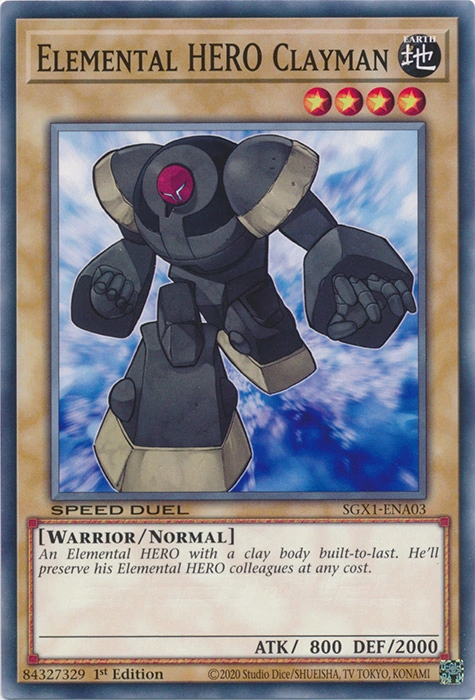 ELEMENTAL HERO CLAYMAN
EARTH
地
SPEED DUEL
SGX1-ENA03
[WARRIOR/NORMAL]
An Elemental HERO with a clay body built-to-last. He'll
preserve his Elemental HERO colleagues at any cost.
ATK/ 800 DEF/2000
84327329 1st Edition ©2020 Studio Dice/SHUEISHA, TV TOKYO, KONAMI